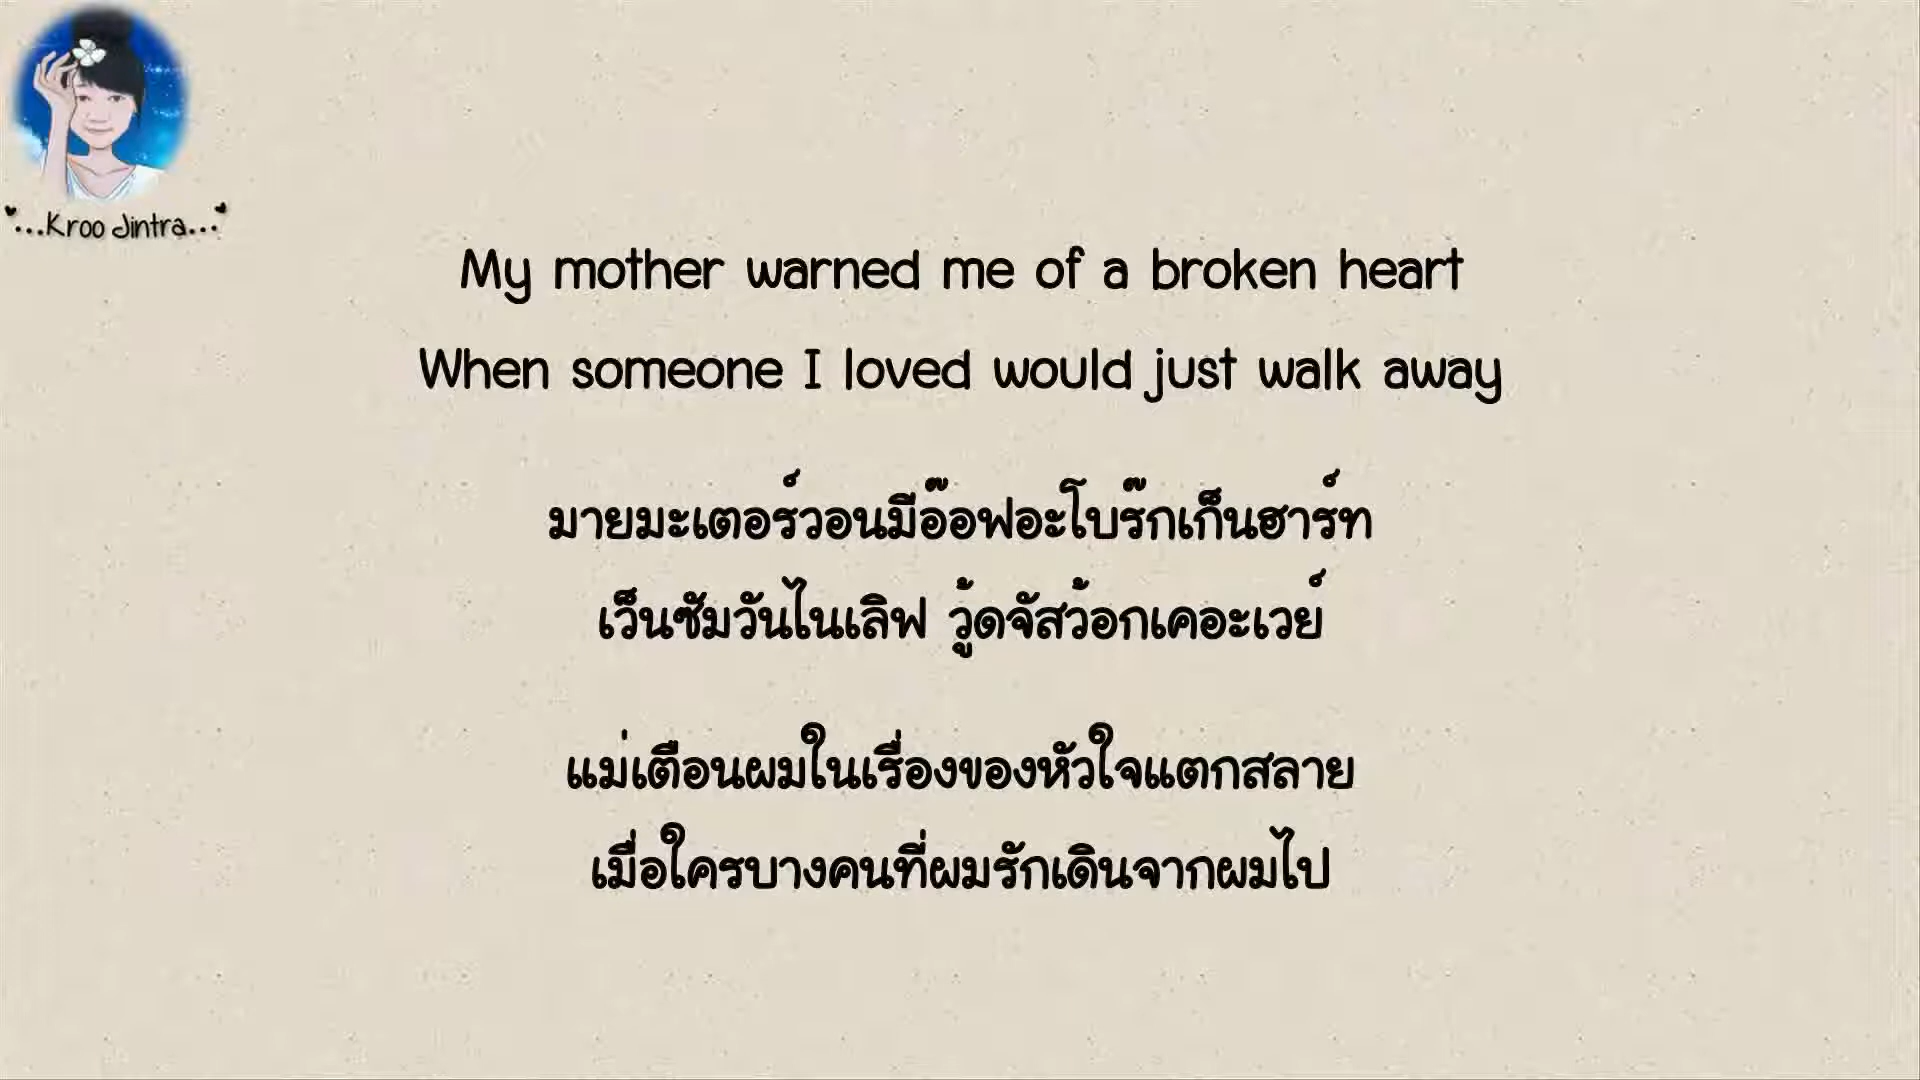 ...Kroo Jintra...
My mother warned me of a broken heart
When someone I loved would just walk away
มายมะเตอร์วอนมีอ๊อฟอะโบร๊กเก็นฮาร์ท
เว็นซัมวันไนเลิฟ วู้ดจัสว้อกเคอะเวย์
แม่เตือนผมในเรื่องของหัวใจแตกสลาย
เมื่อใครบางคนที่ผมรักเดินจากผมไป